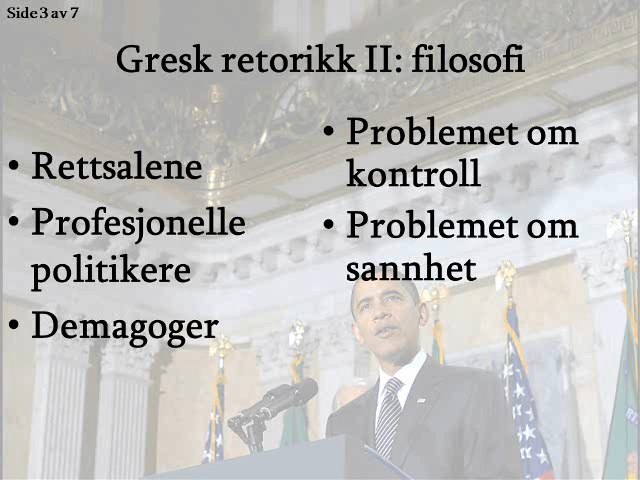 Side 3 av 7
Gresk retorikk II: filosofi
• Rettsalene
• Profesjonelle
politikere
• Demagoger
• Problemet om
kontroll
• Problemet om
sannhet